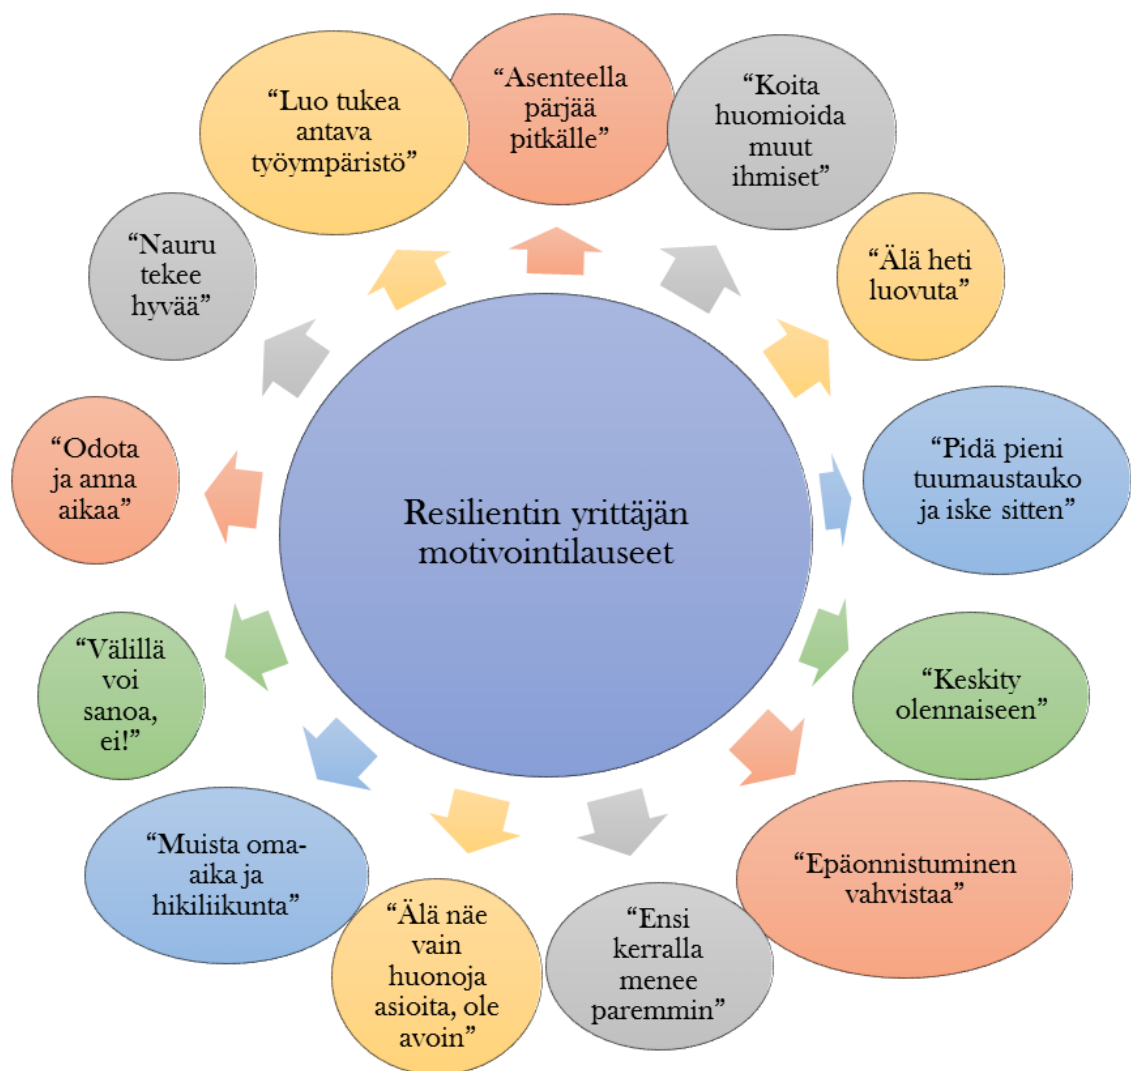 Resilientin yrittäjän
motivointilauseet
“Asenteella
pärjää
pitkälle”
“Koita
huomioida
muut
ihmiset”
“Älä heti
luovuta”
“Pidä pieni
tuumaustauko
ja iske sitten”
“Keskity
olennaiseen”
“Epäonnistuminen
vahvistaa”
“Ensi
kerralla
menee
paremmin”
“Älä näe
vain
huonoja
asioita, ole
avoin”
“Muista oma-
aika ja
hikiliikunta”
“Välillä
voi
sanoa,
ei!”
“Odota
ja anna
aikaa”
“Nauru
tekee
hyvää”
“Luo tukea
antava
työympäristö”